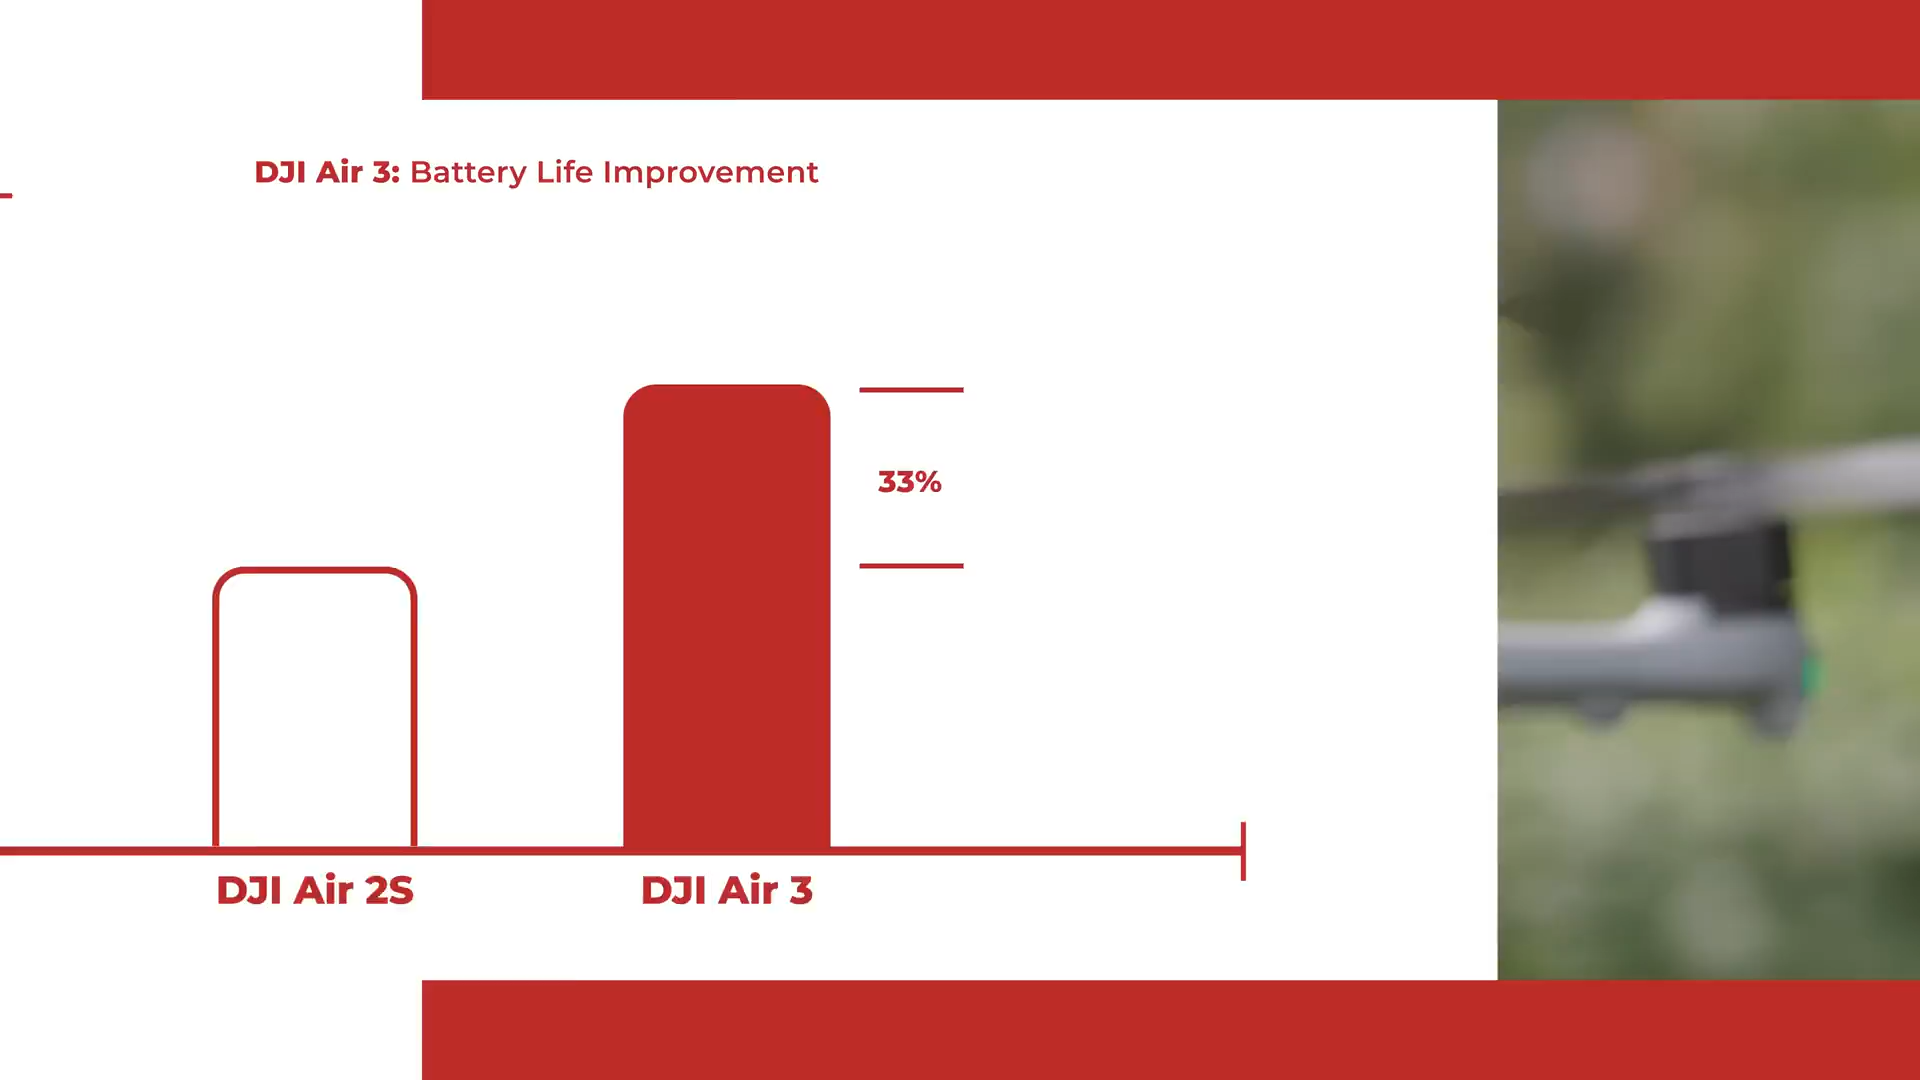 DJI Air 3: Battery Life Improvement
33%
DJI Air 2S
DJI Air 3